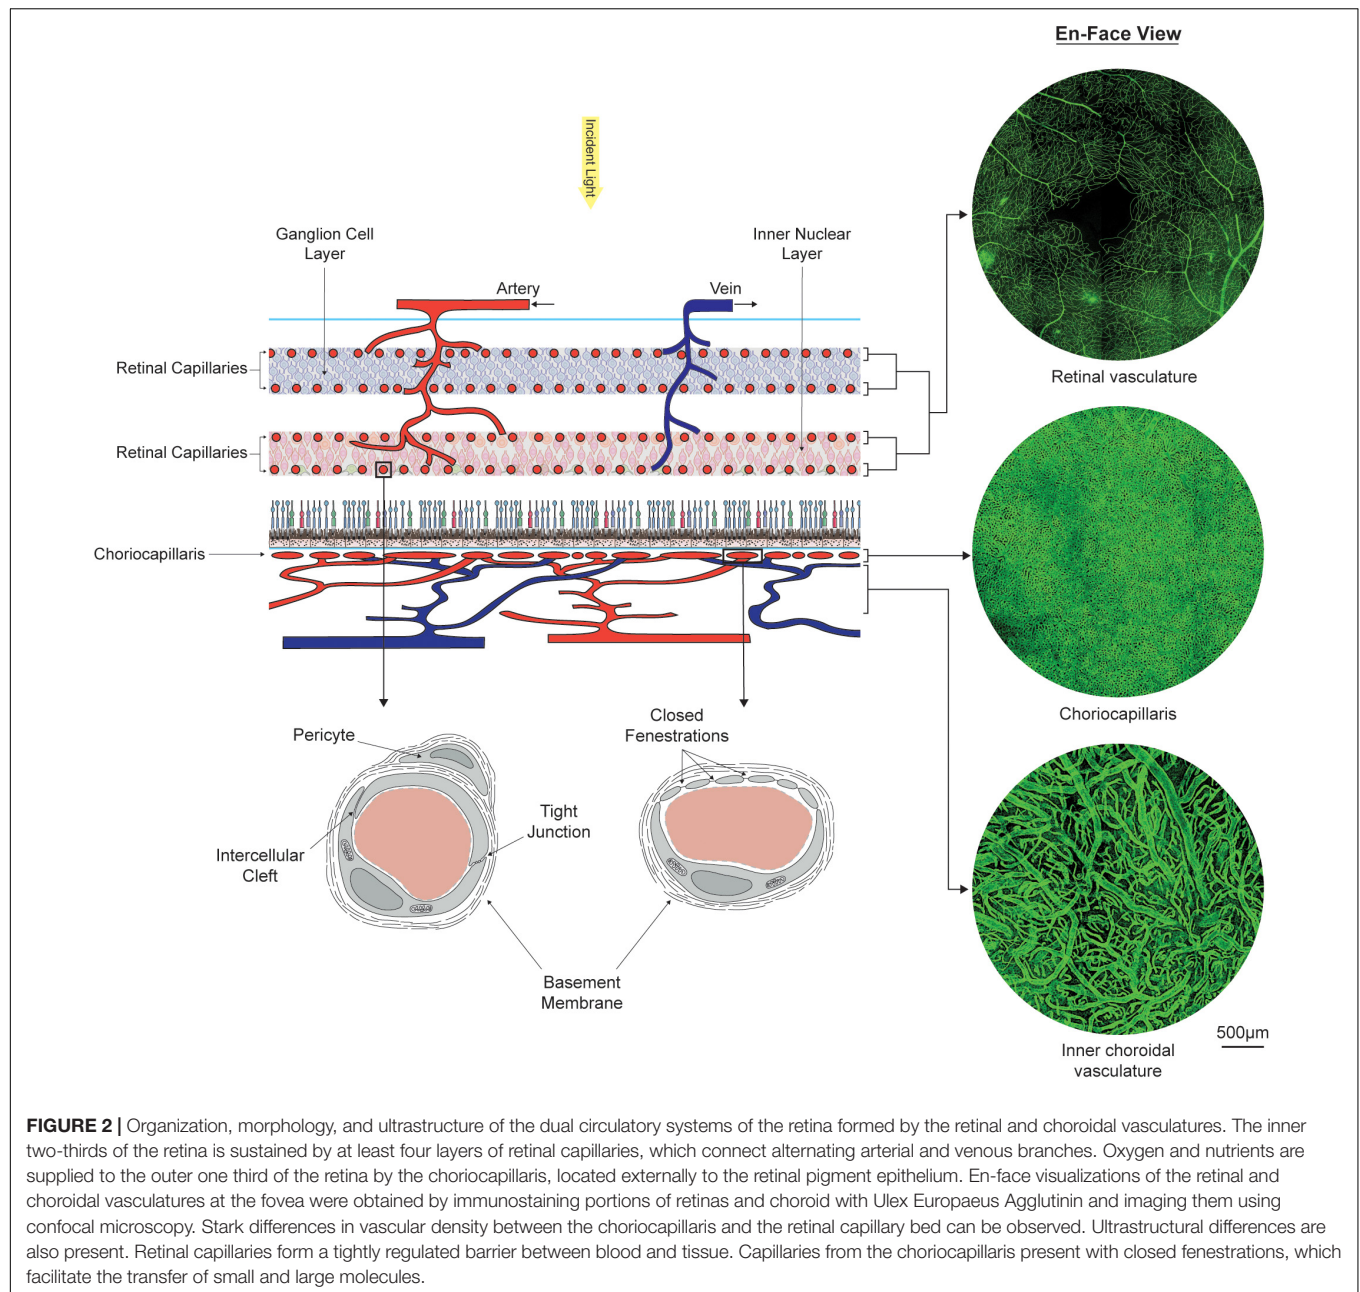 En-Face View
Incident Light
Ganglion Cell
Layer
Inner Nuclear
Layer
Artery
Vein
Retinal Capillaries
Retinal Capillaries
Retinal vasculature
Choriocapillaris
Choriocapillaris
Closed
Fenestrations
Pericyte
Tight
Junction
Intercellular
Cleft
Basement
Membrane
500µm
Inner choroidal
vasculature
FIGURE 2 | Organization, morphology, and ultrastructure of the dual circulatory systems of the retina formed by the retinal and choroidal vasculatures. The inner
two-thirds of the retina is sustained by at least four layers of retinal capillaries, which connect alternating arterial and venous branches. Oxygen and nutrients are
supplied to the outer one third of the retina by the choriocapillaris, located externally to the retinal pigment epithelium. En-face visualizations of the retinal and
choroidal vasculatures at the fovea were obtained by immunostaining portions of retinas and choroid with Ulex Europaeus Agglutinin and imaging them using
confocal microscopy. Stark differences in vascular density between the choriocapillaris and the retinal capillary bed can be observed. Ultrastructural differences are
also present. Retinal capillaries form a tightly regulated barrier between blood and tissue. Capillaries from the choriocapillaris present with closed fenestrations, which
facilitate the transfer of small and large molecules.